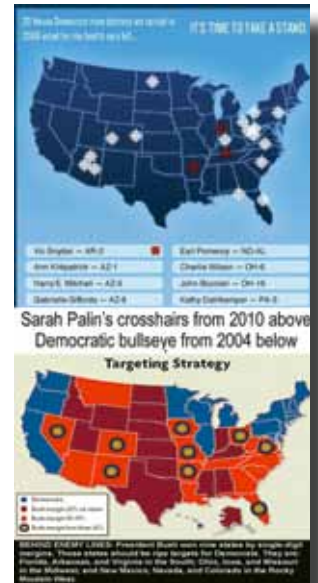 20 House Democrats
IT'S TIME TO TAKE A STAND.
Vic Snyder — AR-2
Earl Pomeroy — ND-AL
Ann Kirkpatrick — AZ-1
Charlie Wilson — OH-6
Harry E. Mitchell — AZ-5
John Boccieri — OH-16
Gabrielle Giffords — AZ-8
Kathy Dahlkemper — PA-3
Sarah Palin's crosshairs from 2010 above
Democratic bullseye from 2004 below
Targeting Strategy
Democratic
BEHIND ENEMY LINES: President Bush won nine states by single-digit
margins. Those states should be ripe targets for Democrats. They are:
Florida, Arkansas, and Virginia in the South; Ohio, Iowa, and Missouri
in the Midwest; and New Mexico, Nevada, and Colorado in the Rocky
Mountain West.